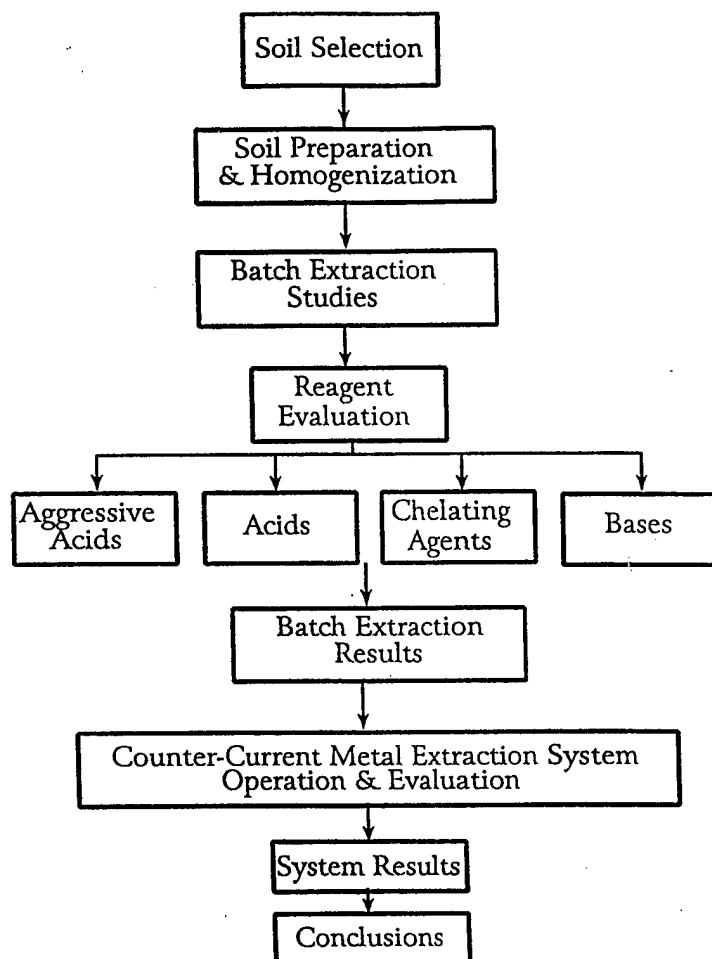 Soil Selection
Soil Preparation
& Homogenization
Batch Extraction
Studies
Reagent
Evaluation
Aggressive
Acids
Acids
Chelating
Agents
Bases
Batch Extraction
Results
Counter-Current Metal Extraction System
Operation & Evaluation
System Results
Conclusions